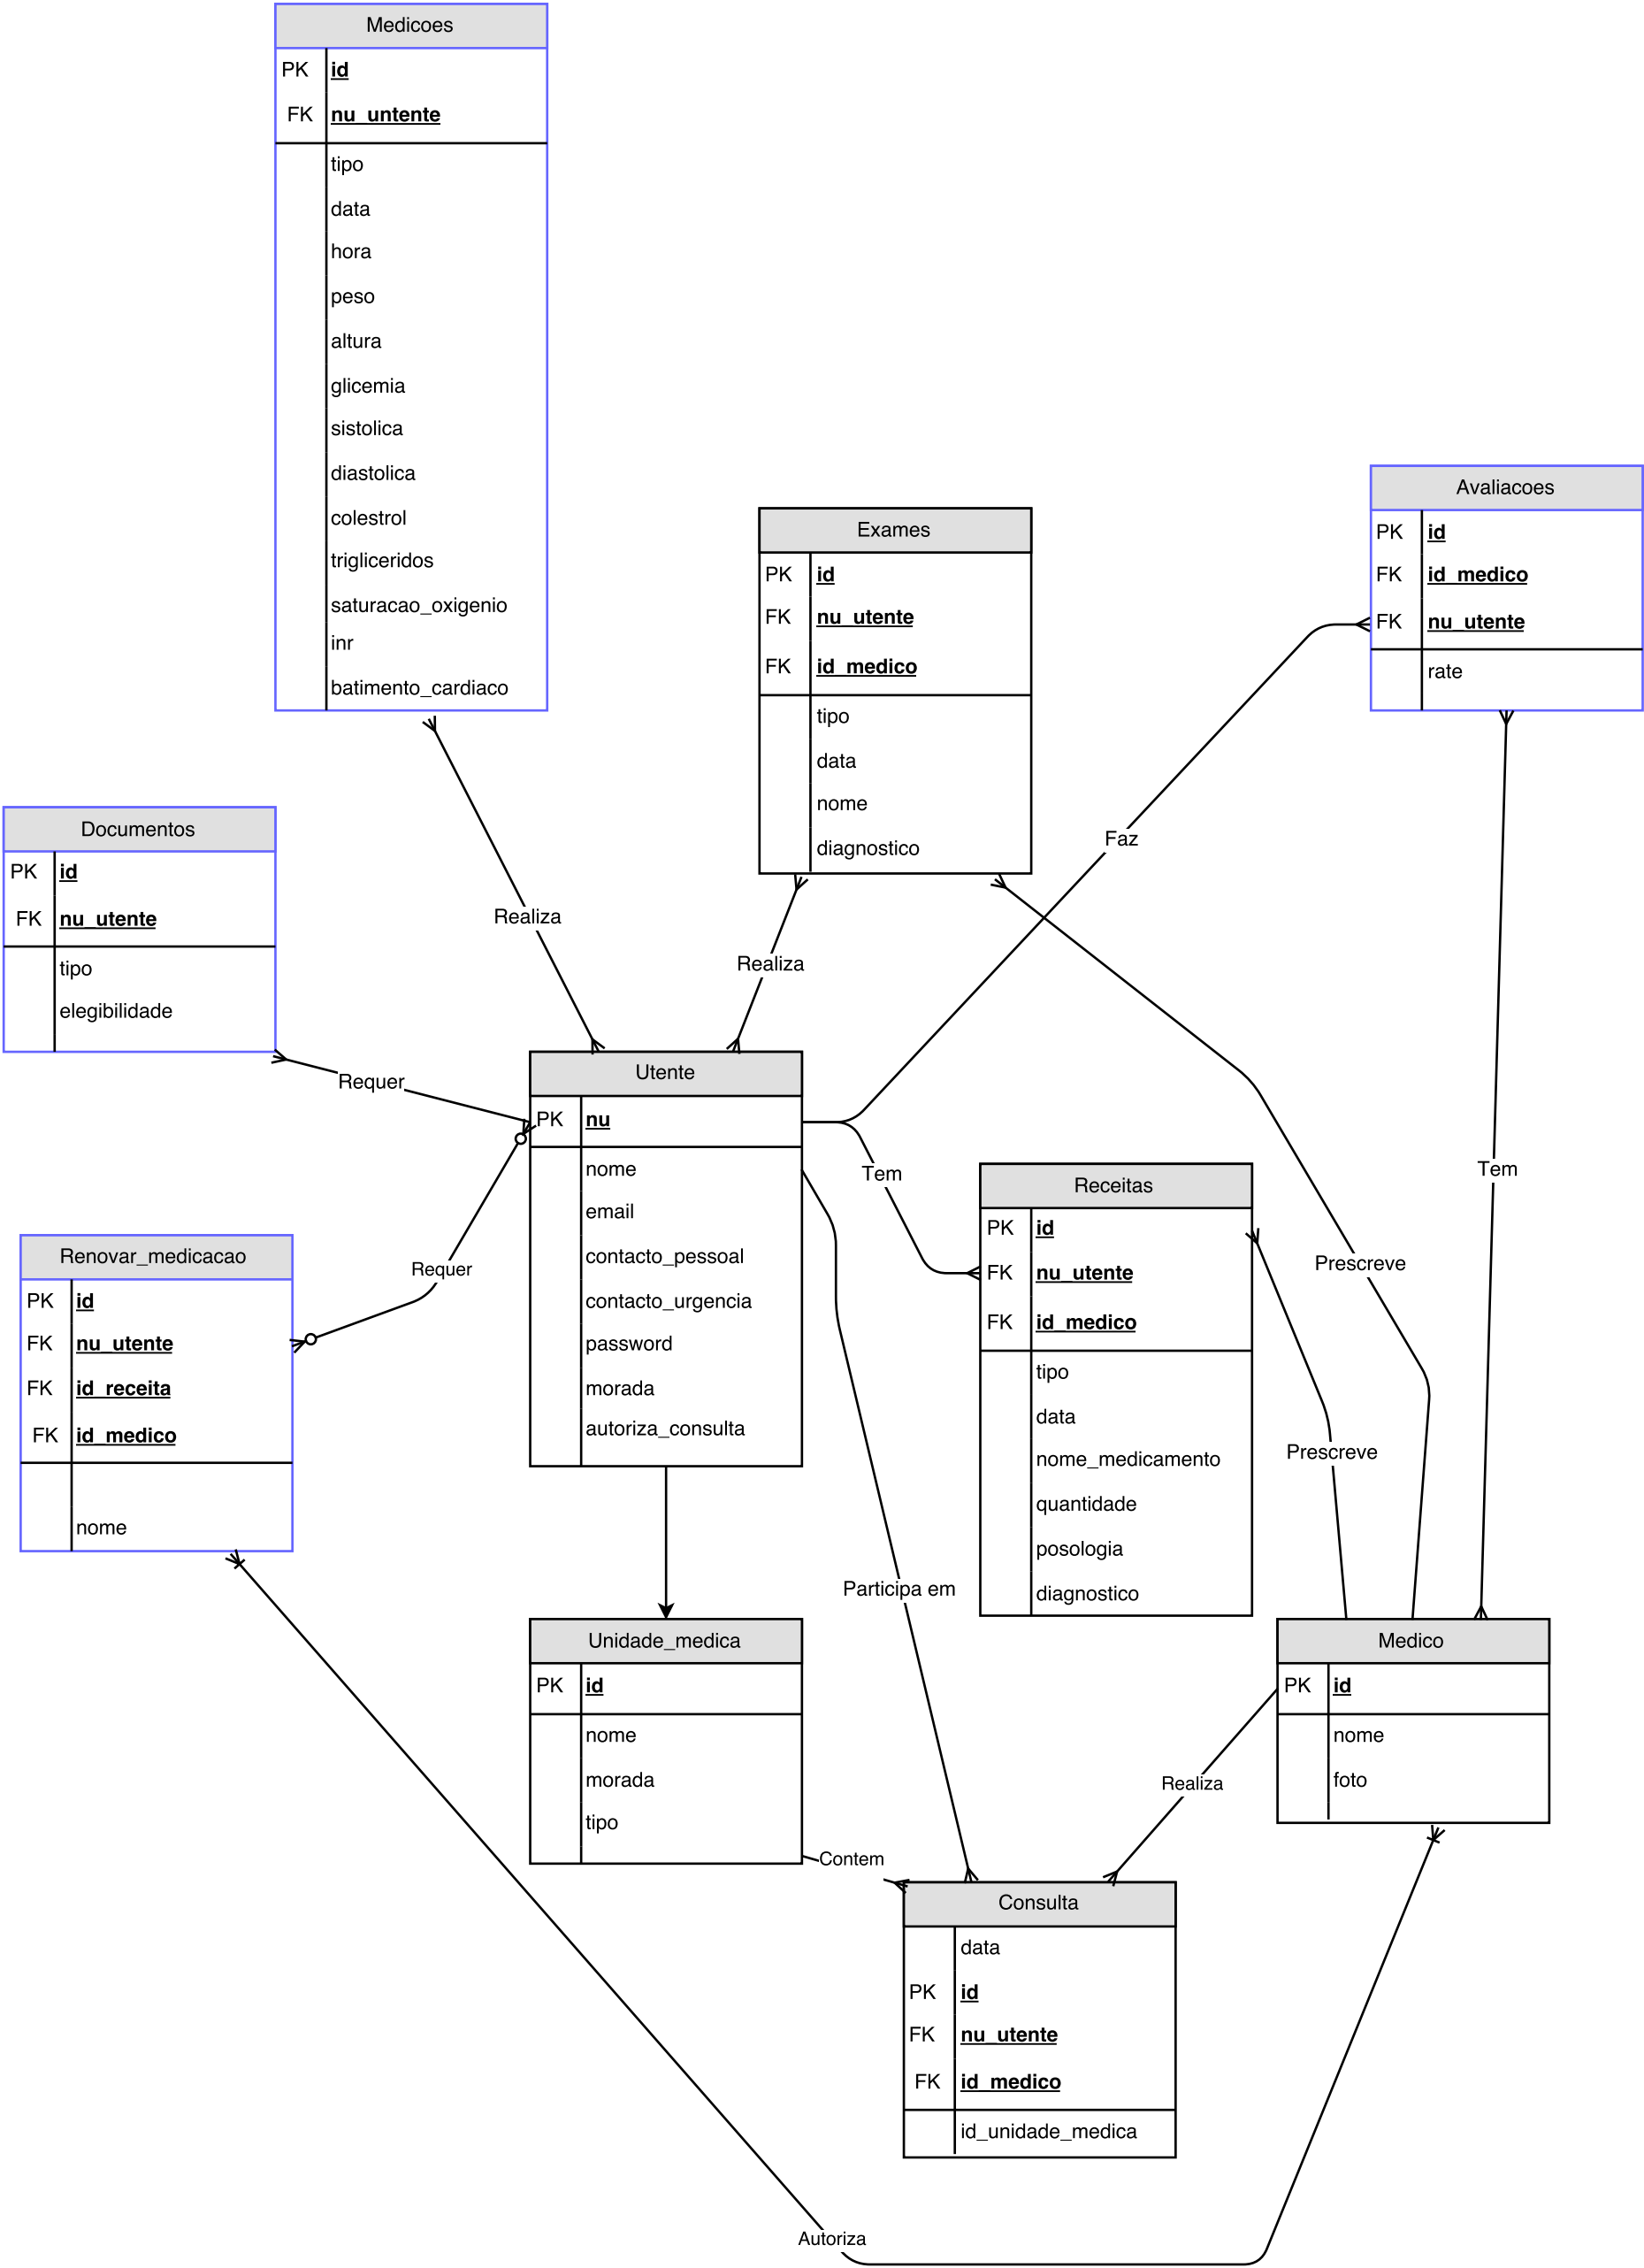 Medicoes
PK id
FK nu_untente
tipo
data
hora
peso
altura
glicemia
sistolica
diastolica
colestrol
trigliceridos
saturacao_oxigenio
inr
batimento_cardiaco
Exames
PK id
FK nu_utente
FK id_medico
tipo
data
nome
diagnostico
Avaliacoes
PK id
FK id_medico
FK nu_utente
rate
Documentos
PK id
FK nu_utente
tipo
elegibilidade
Realiza
Realiza
Faz
Requer
Utente
PK nu
nome
email
contacto_pessoal
contacto_urgencia
password
morada
autoriza_consulta
Tem
Tem
Receitas
PK id
FK nu_utente
FK id_medico
tipo
data
nome_medicamento
quantidade
posologia
diagnostico
Prescreve
Prescreve
Requer
Renovar_medicacao
PK id
FK nu_utente
FK id_receita
FK id_medico
nome
Participa em
Unidade_medica
PK id
nome
morada
tipo
Medico
PK id
nome
foto
Realiza
Contem
Consulta
data
PK id
FK nu_utente
FK id_medico
id_unidade_medica
Autoriza